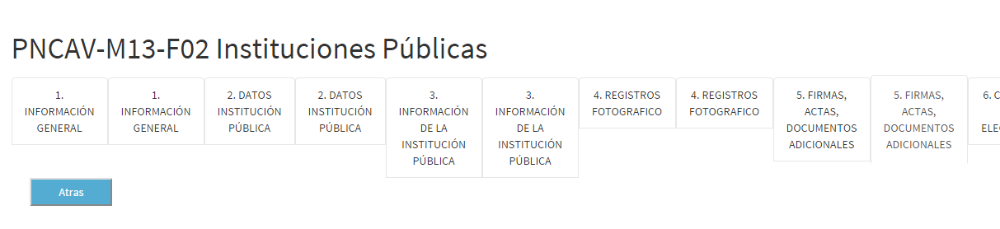 PNCAV-M13-F02 Instituciones Públicas
1.
INFORMACIÓN
GENERAL
1.
INFORMACIÓN
GENERAL
2. DATOS
INSTITUCIÓN
PÚBLICA
2. DATOS
INSTITUCIÓN
PÚBLICA
3.
INFORMACIÓN
DE LA
INSTITUCIÓN
PÚBLICA
3.
INFORMACIÓN
DE LA
INSTITUCIÓN
PÚBLICA
4. REGISTROS
FOTOGRAFICO
4. REGISTROS
FOTOGRAFICO
5. FIRMAS,
ACTAS,
DOCUMENTOS
ADICIONALES
5. FIRMAS,
ACTAS,
DOCUMENTOS
ADICIONALES
6.
Atras